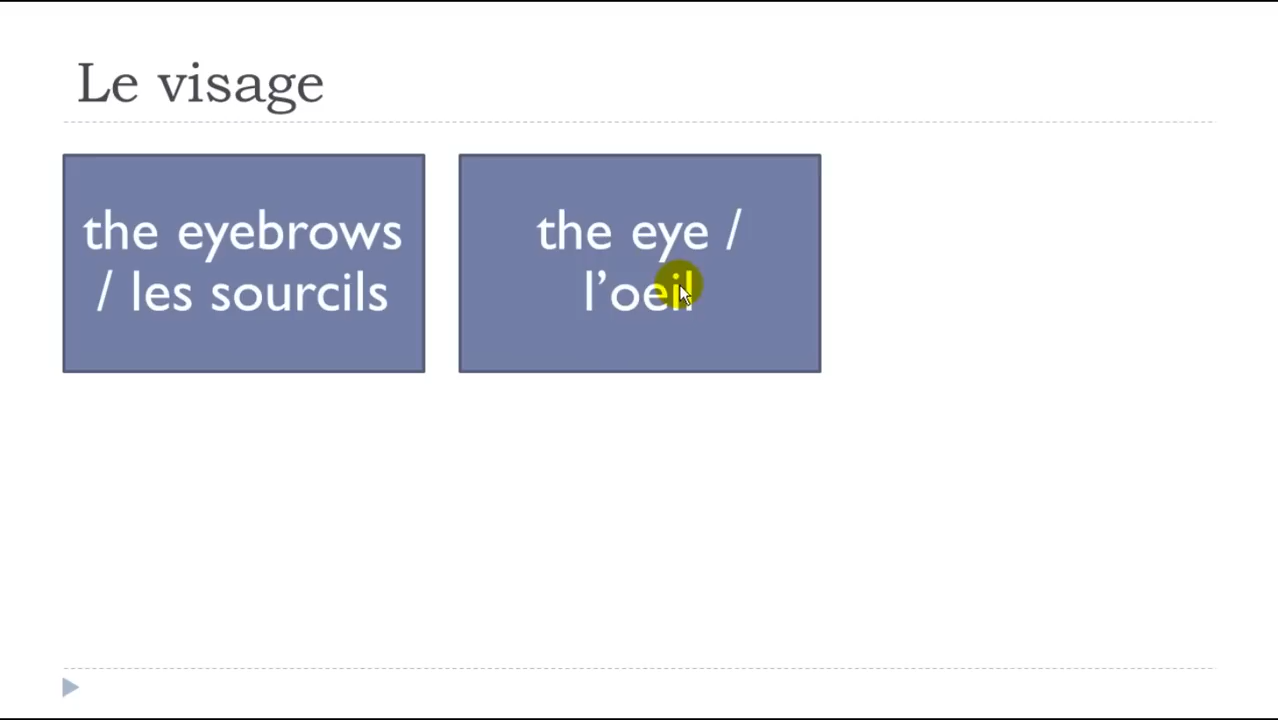 Le visage
the eyebrows
/ les sourcils
the eye /
l’oeil